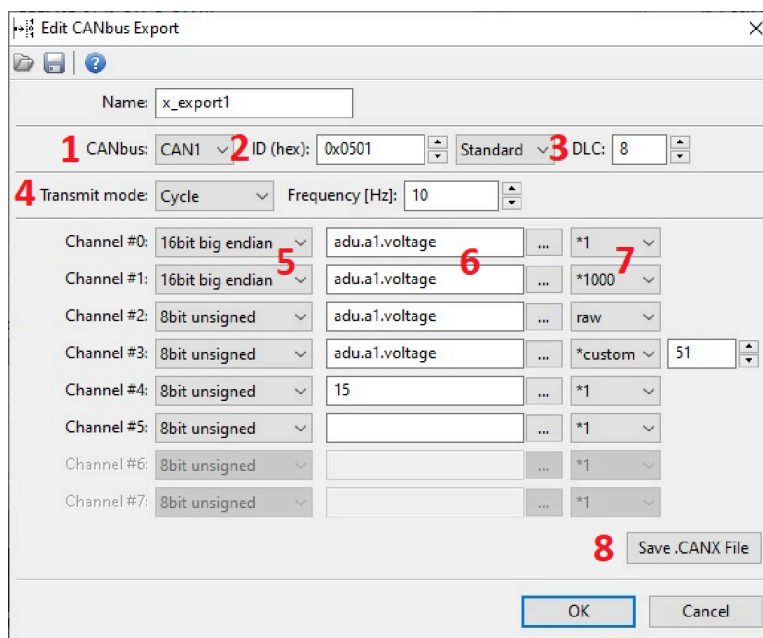 Edit CANbus Export
Name: x_export1
1 CANbus: CAN1 2 ID (hex): 0x0501 Standard 3 DLC: 8
4 Transmit mode: Cycle Frequency [Hz]: 10
Channel #0: 16bit big endian 5 adu.a1.voltage 6 ... *1 7
Channel #1: 16bit big endian adu.a1.voltage ... *1000
Channel #2: 8bit unsigned adu.a1.voltage ... raw
Channel #3: 8bit unsigned adu.a1.voltage ... *custom 51
Channel #4: 8bit unsigned 15 ... *1
Channel #5: 8bit unsigned ... *1
Channel #6: 8bit unsigned ... *1
Channel #7: 8bit unsigned ... *1
8 Save .CANX File
OK Cancel